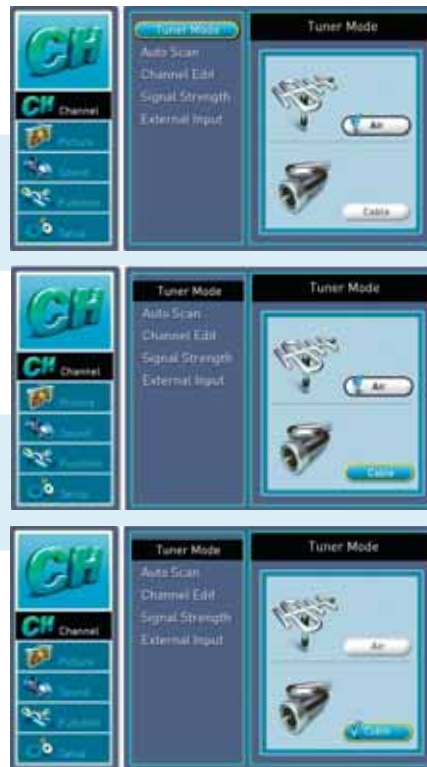 CH
CH Channel
Picture
Sound
Function
Setup
Tuner Mode
Auto Scan
Channel Edit
Signal Strength
External Input
Tuner Mode
Air
Cable
CH
CH Channel
Picture
Sound
Function
Setup
Tuner Mode
Auto Scan
Channel Edit
Signal Strength
External Input
Tuner Mode
Air
Cable
CH
CH Channel
Picture
Sound
Function
Setup
Tuner Mode
Auto Scan
Channel Edit
Signal Strength
External Input
Tuner Mode
Air
Cable